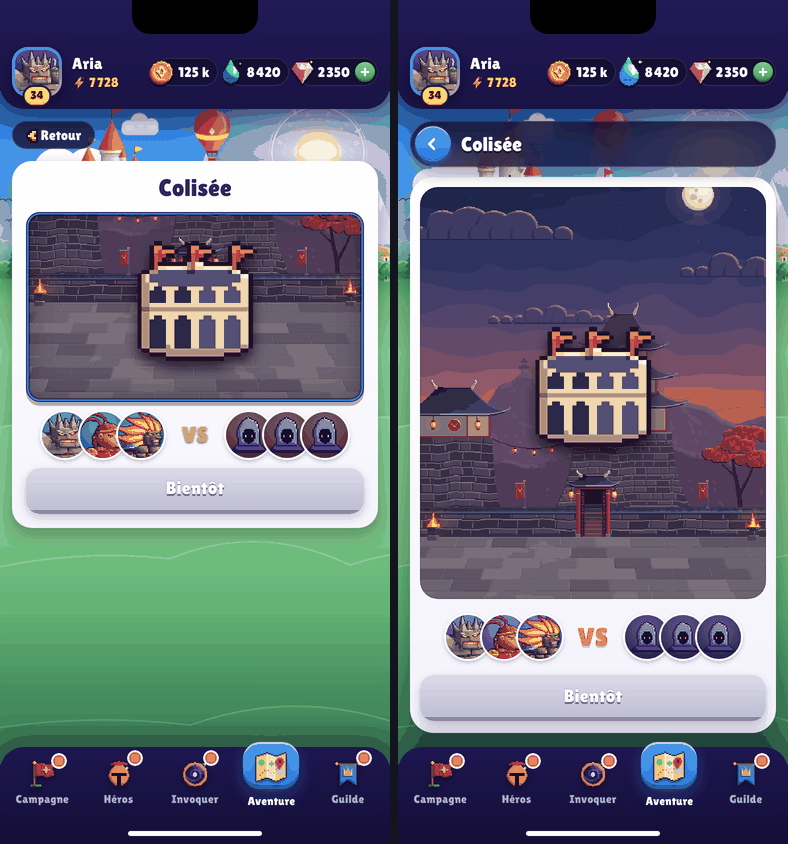 Aria
7728
34
125 k
8420
2350
Retour
Colisée
VS
Bientôt
Campagne
Héros
Invoquer
Aventure
Guilde
Aria
7728
34
125 k
8420
2350
Colisée
VS
Bientôt
Campagne
Héros
Invoquer
Aventure
Guilde